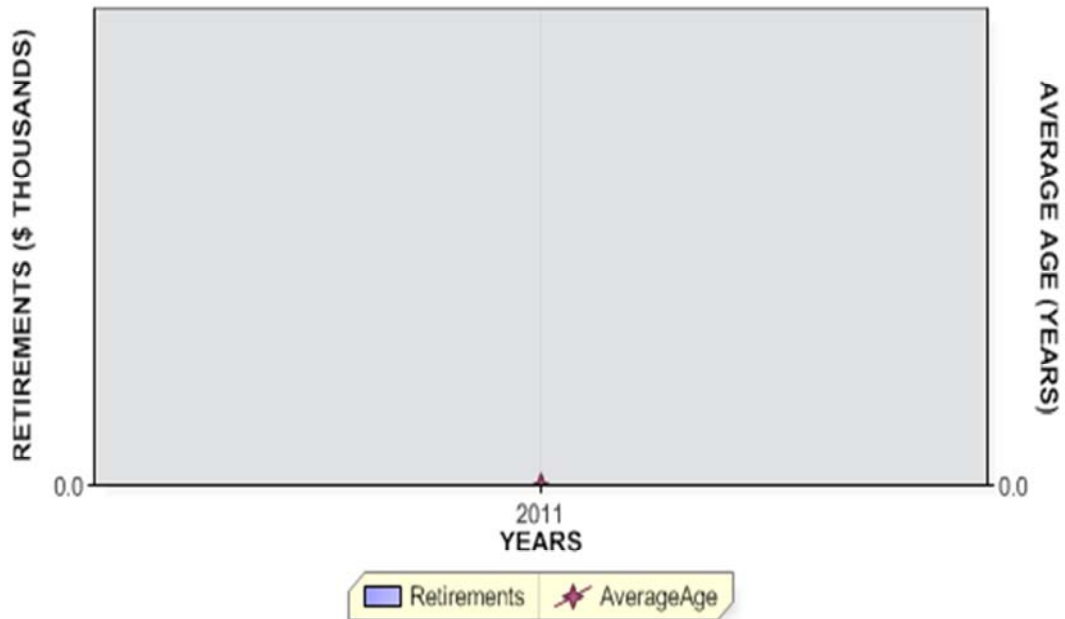 RETIREMENTS ($ THOUSANDS)
AVERAGE AGE (YEARS)
0.0
0.0
2011
YEARS
Retirements
AverageAge